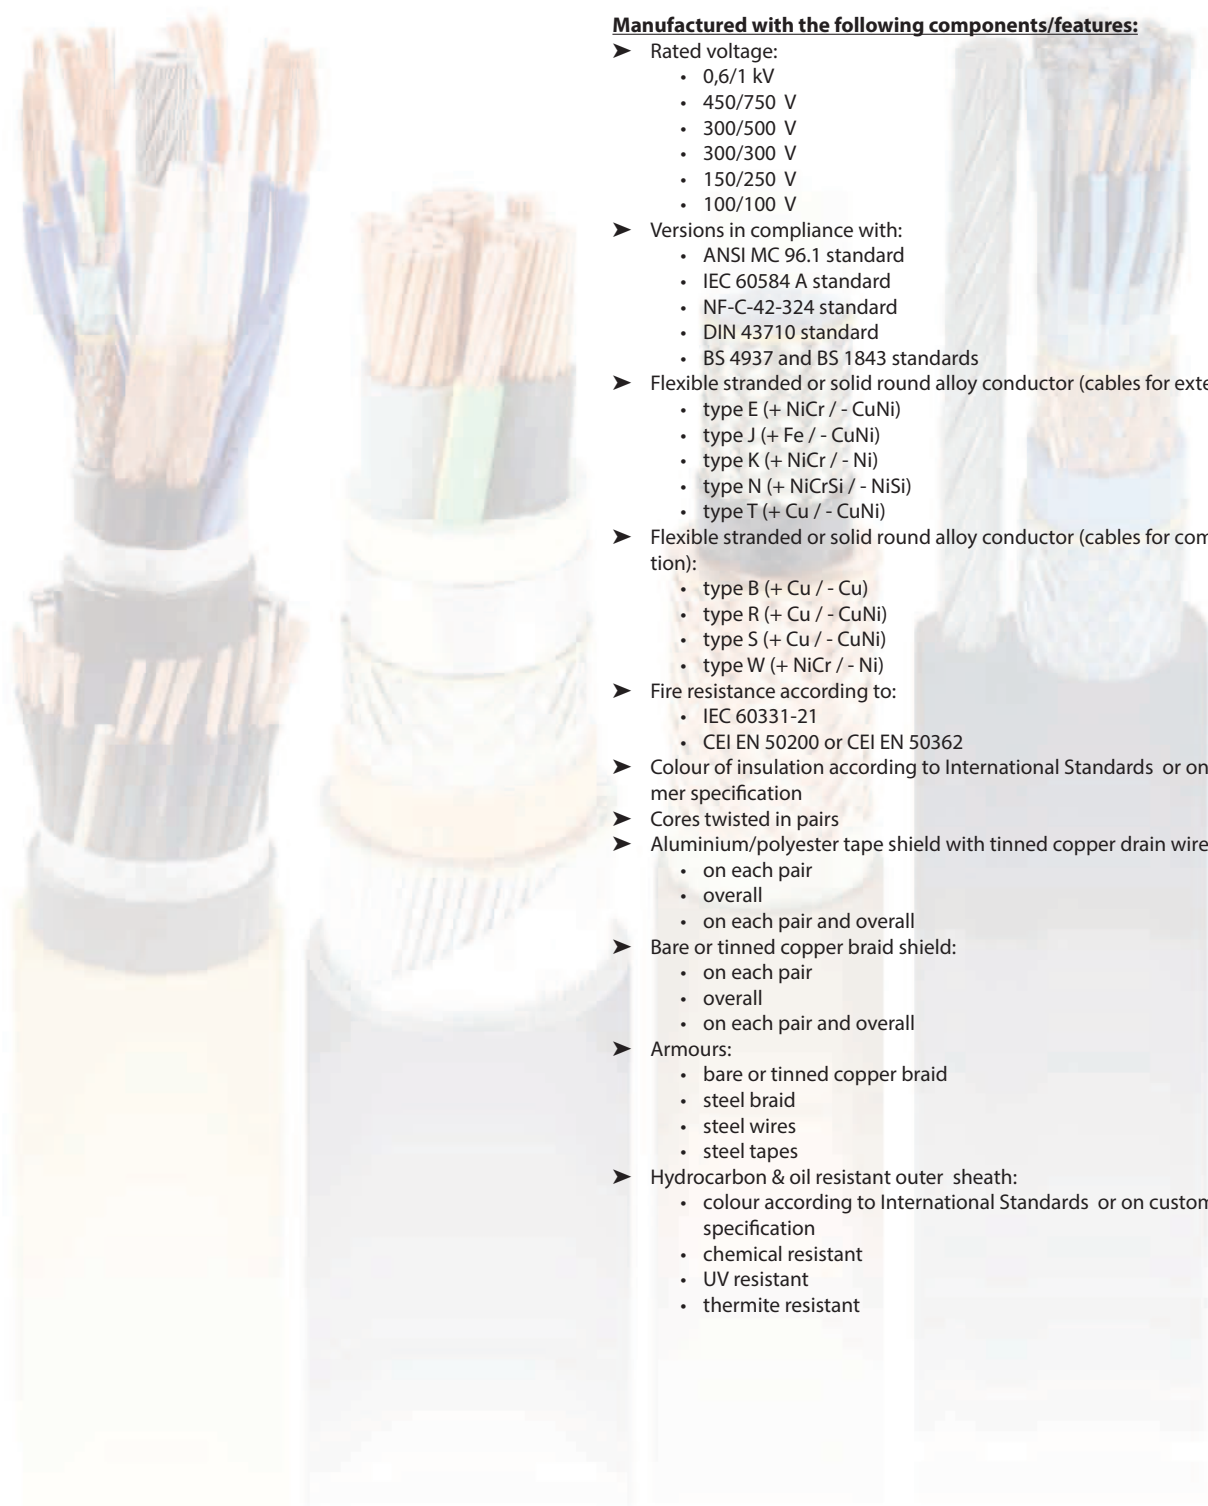 Manufactured with the following components/features:
➤ Rated voltage:
• 0,6/1 kV
• 450/750 V
• 300/500 V
• 300/300 V
• 150/250 V
• 100/100 V
➤ Versions in compliance with:
• ANSI MC 96.1 standard
• IEC 60584 A standard
• NF-C-42-324 standard
• DIN 43710 standard
• BS 4937 and BS 1843 standards
➤ Flexible stranded or solid round alloy conductor (cables for exte
• type E (+ NiCr / - CuNi)
• type J (+ Fe / - CuNi)
• type K (+ NiCr / - Ni)
• type N (+ NiCrSi / - NiSi)
• type T (+ Cu / - CuNi)
➤ Flexible stranded or solid round alloy conductor (cables for com
tion):
• type B (+ Cu / - Cu)
• type R (+ Cu / - CuNi)
• type S (+ Cu / - CuNi)
• type W (+ NiCr / - Ni)
➤ Fire resistance according to:
• IEC 60331-21
• CEI EN 50200 or CEI EN 50362
➤ Colour of insulation according to International Standards or on
mer specification
➤ Cores twisted in pairs
➤ Aluminium/polyester tape shield with tinned copper drain wire
• on each pair
• overall
• on each pair and overall
➤ Bare or tinned copper braid shield:
• on each pair
• overall
• on each pair and overall
➤ Armours:
• bare or tinned copper braid
• steel braid
• steel wires
• steel tapes
➤ Hydrocarbon & oil resistant outer sheath:
• colour according to International Standards or on custom
specification
• chemical resistant
• UV resistant
• thermite resistant